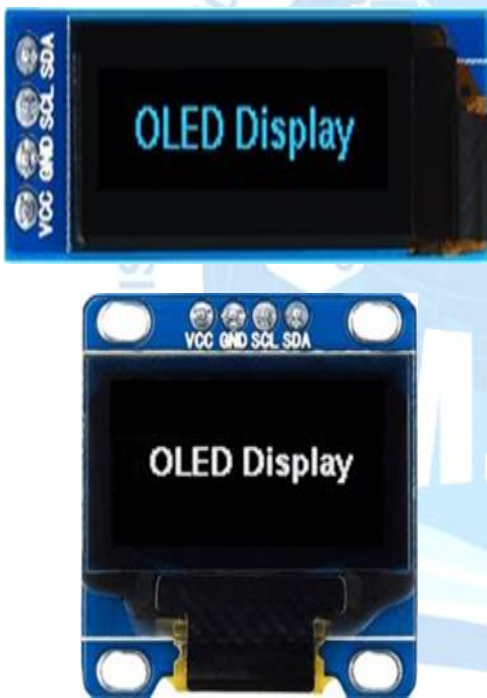 SDA
SCL
GND
VCC
OLED Display
VCC GND SCL SDA
OLED Display